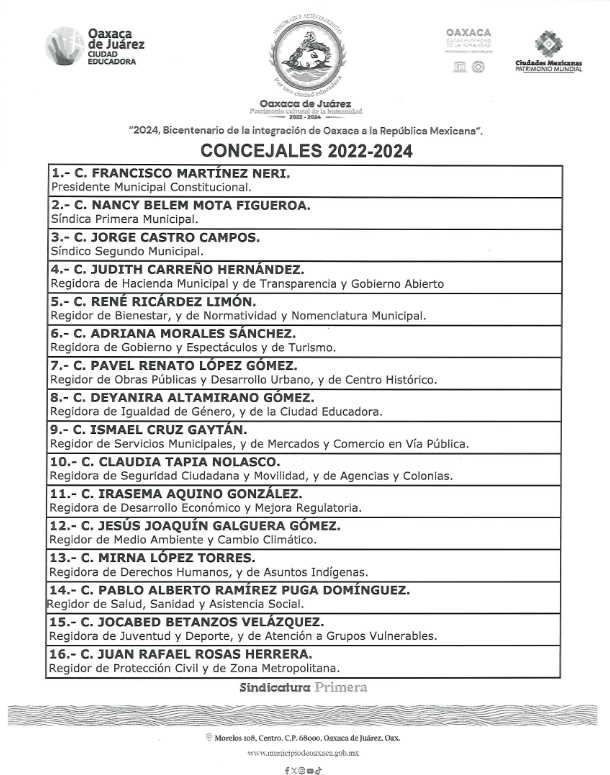 Oaxaca
de Juárez
CIUDAD
EDUCADORA
HONORABLE AYUNTAMIENTO
Por una ciudad educadora
Oaxaca de Juárez
Patrimonio cultural de la humanidad
2022 - 2024
OAXACA
CIUDAD PATRIMONIO
DE LA HUMANIDAD
Ciudades Mexicanas
PATRIMONIO MUNDIAL
"2024, Bicentenario de la integración de Oaxaca a la República Mexicana".
CONCEJALES 2022-2024
1.- C. FRANCISCO MARTÍNEZ NERI.
Presidente Municipal Constitucional.
2.- C. NANCY BELEM MOTA FIGUEROA.
Síndica Primera Municipal.
3.- C. JORGE CASTRO CAMPOS.
Síndico Segundo Municipal.
4.- C. JUDITH CARREÑO HERNÁNDEZ.
Regidora de Hacienda Municipal y de Transparencia y Gobierno Abierto
5.- C. RENÉ RICÁRDEZ LIMÓN.
Regidor de Bienestar, y de Normatividad y Nomenclatura Municipal.
6.- C. ADRIANA MORALES SÁNCHEZ.
Regidora de Gobierno y Espectáculos y de Turismo.
7.- C. PAVEL RENATO LÓPEZ GÓMEZ.
Regidor de Obras Públicas y Desarrollo Urbano, y de Centro Histórico.
8.- C. DEYANIRA ALTAMIRANO GÓMEZ.
Regidora de Igualdad de Género, y de la Ciudad Educadora.
9.- C. ISMAEL CRUZ GAYTÁN.
Regidor de Servicios Municipales, y de Mercados y Comercio en Vía Pública.
10.- C. CLAUDIA TAPIA NOLASCO.
Regidora de Seguridad Ciudadana y Movilidad, y de Agencias y Colonias.
11.- C. IRASEMA AQUINO GONZÁLEZ.
Regidora de Desarrollo Económico y Mejora Regulatoria.
12.- C. JESÚS JOAQUÍN GALGUERA GÓMEZ.
Regidor de Medio Ambiente y Cambio Climático.
13.- C. MIRNA LÓPEZ TORRES.
Regidora de Derechos Humanos, y de Asuntos Indígenas.
14.- C. PABLO ALBERTO RAMÍREZ PUGA DOMÍNGUEZ.
Regidor de Salud, Sanidad y Asistencia Social.
15.- C. JOCABED BETANZOS VELÁZQUEZ.
Regidora de Juventud y Deporte, y de Atención a Grupos Vulnerables.
16.- C. JUAN RAFAEL ROSAS HERRERA.
Regidor de Protección Civil y de Zona Metropolitana.
Sindicatura Primera
Morelos 108, Centro, C.P. 68000, Oaxaca de Juárez, Oax.
www.municipiodeoaxaca.gob.mx